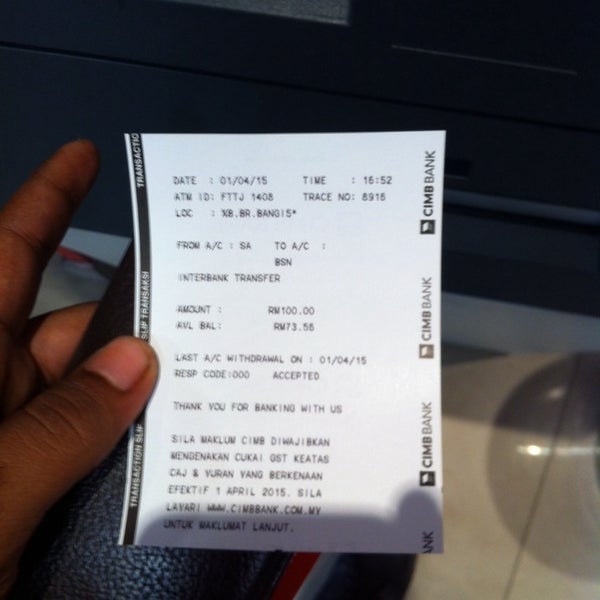 DATE : 01/04/15 TIME : 16:52
ATM ID: FTTJ 1408 TRACE NO: 8916
LOC : %B.BR.BANGI5*
FROM A/C : SA TO A/C :
BSN
INTERBANK TRANSFER
AMOUNT : RM100.00
AVL BAL: RM73.56
LAST A/C WITHDRAWAL ON : 01/04/15
RESP CODE:000 ACCEPTED
THANK YOU FOR BANKING WITH US
SILA MAKLUM CIMB DIWAJIBKAN
MENGENAKAN CUKAI GST KEATAS
CAJ & YURAN YANG BERKENAAN
EFEKTIF 1 APRIL 2015. SILA
LAYARI WWW.CIMBBANK.COM.MY
UNTUK MAKLUMAT LANJUT.
TRANSACTIO
SLIP TRANSAKSI
TRANSACTION SLIP
CIMB BANK
CIMB BANK
CIMB BANK
NK